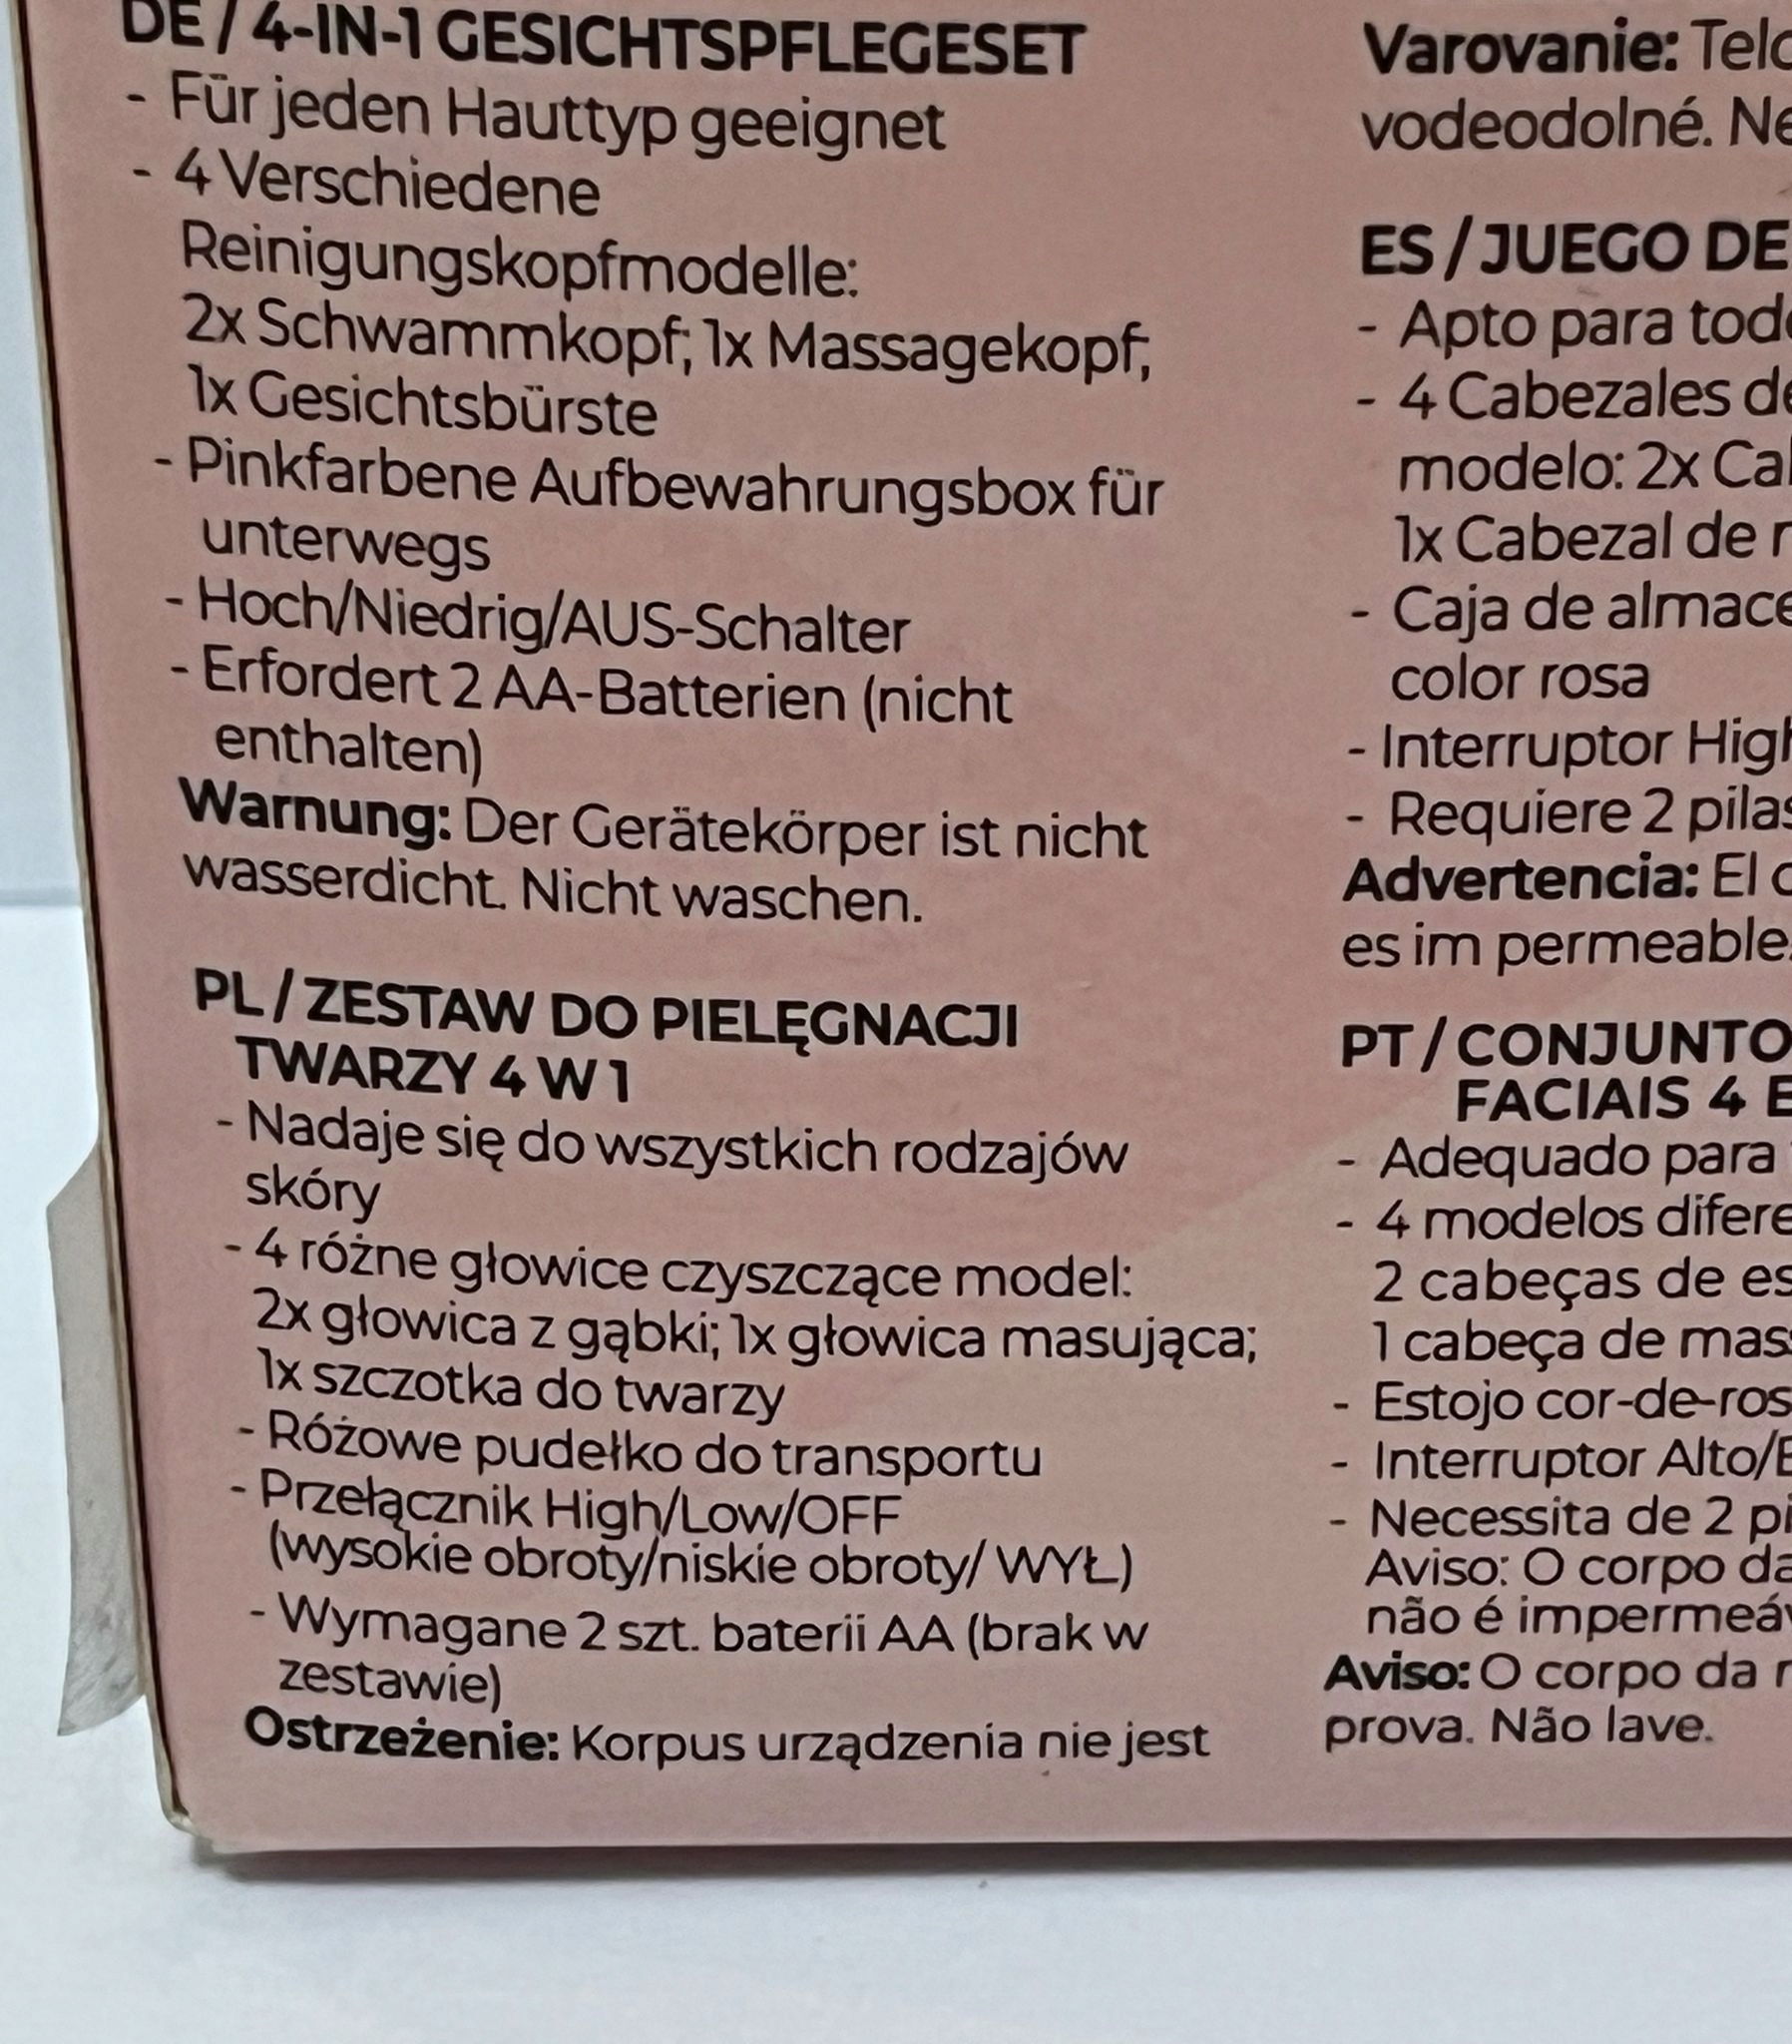 DE / 4-IN-1 GESICHTSPFLEGESET
- Für jeden Hauttyp geeignet
- 4 Verschiedene
Reinigungskopfmodelle:
2x Schwammkopf; 1x Massagekopf;
1x Gesichtsbürste
- Pinkfarbene Aufbewahrungsbox für
unterwegs
- Hoch/Niedrig/AUS-Schalter
- Erfordert 2 AA-Batterien (nicht
enthalten)
Warnung: Der Gerätekörper ist nicht
wasserdicht. Nicht waschen.
PL / ZESTAW DO PIELĘGNACJI
TWARZY 4 W 1
- Nadaje się do wszystkich rodzajów
skóry
- 4 różne głowice czyszczące model:
2x głowica z gąbki; 1x głowica masująca;
1x szczotka do twarzy
- Różowe pudełko do transportu
- Przełącznik High/Low/OFF
(wysokie obroty/niskie obroty/ WYŁ)
- Wymagane 2 szt. baterii AA (brak w
zestawie)
Ostrzeżenie: Korpus urządzenia nie jest
Varovanie:
vodeodolné.
ES / JUEGO DE
- Apto para
- 4 Cabezales
modelo: 2x
1x Cabezal de
- Caja de
color rosa
- Interruptor
- Requiere 2
Advertencia: El
es im permeable.
PT / CONJUNTO
FACIAIS 4
- Adequado para
- 4 modelos
2 cabeças de
1 cabeça de
- Estojo
- Interruptor
- Necessita de 2
Aviso: O corpo
não é
Aviso: O corpo da
prova. Não lave.